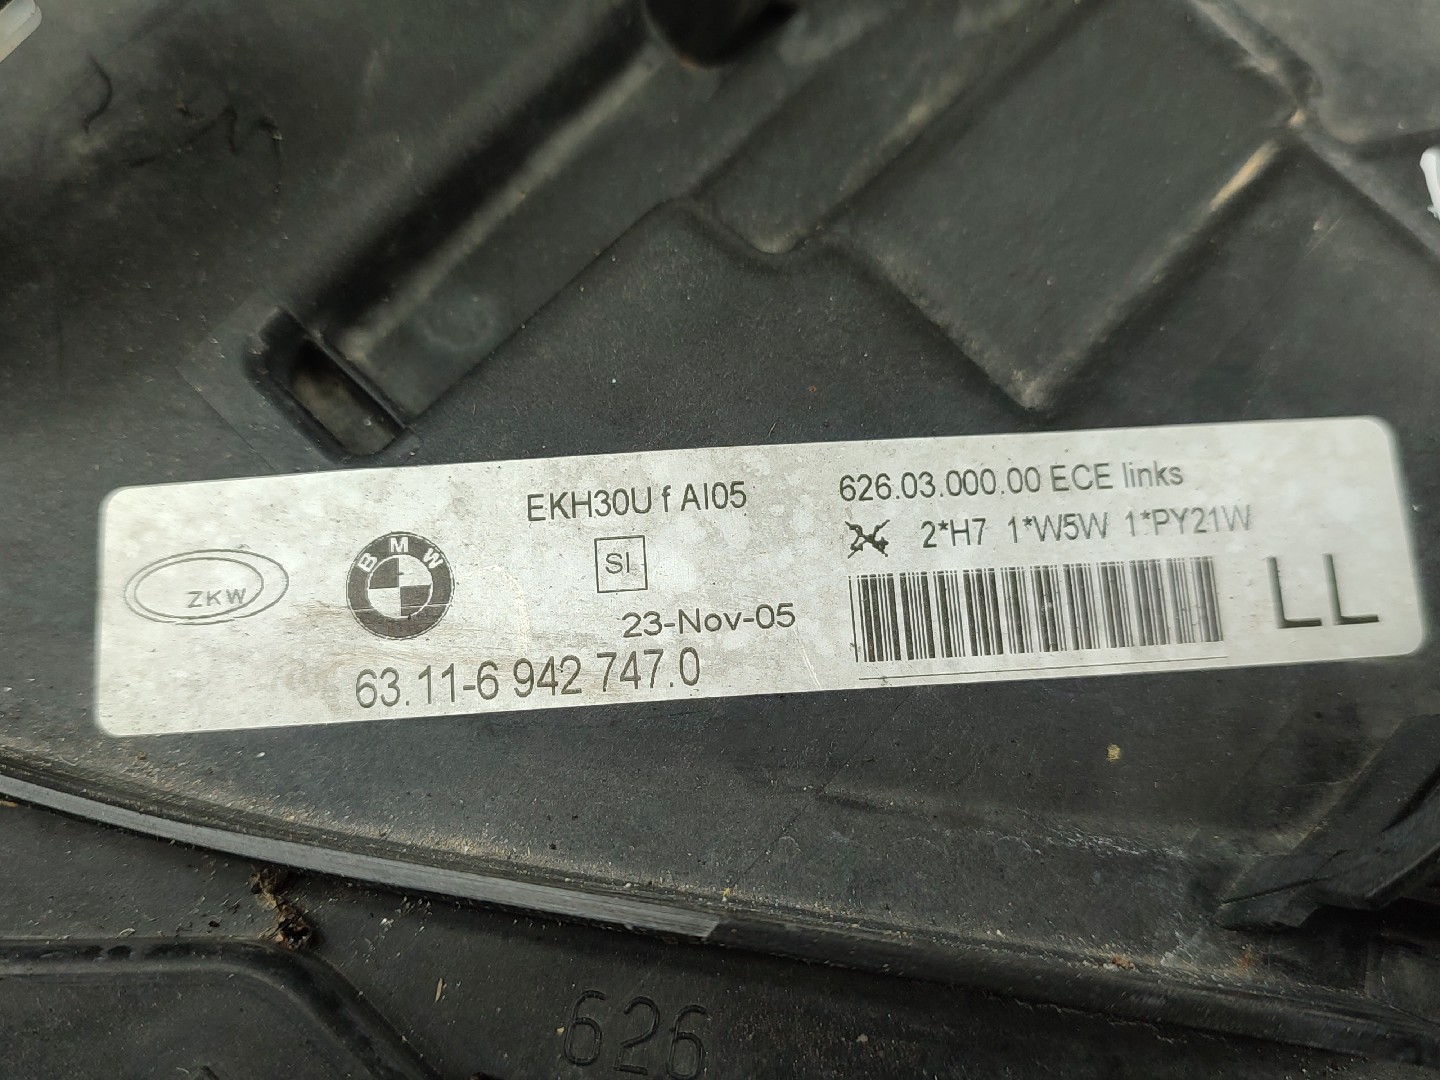 EKH30U f AI05
626.03.000.00 ECE links
2*H7 1*W5W 1*PY21W
ZKW
BMW
SI
23-Nov-05
LL
63.11-6 942 747.0
626